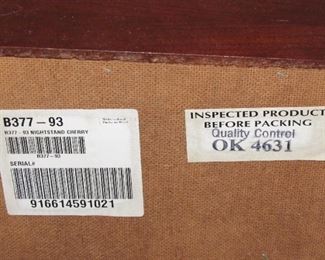 B377-93
B377-93 NIGHTSTAND CHERRY
B377-93
SERIAL#
916614591021
INSPECTED PRODUCT
BEFORE PACKING
Quality Control
OK 4631